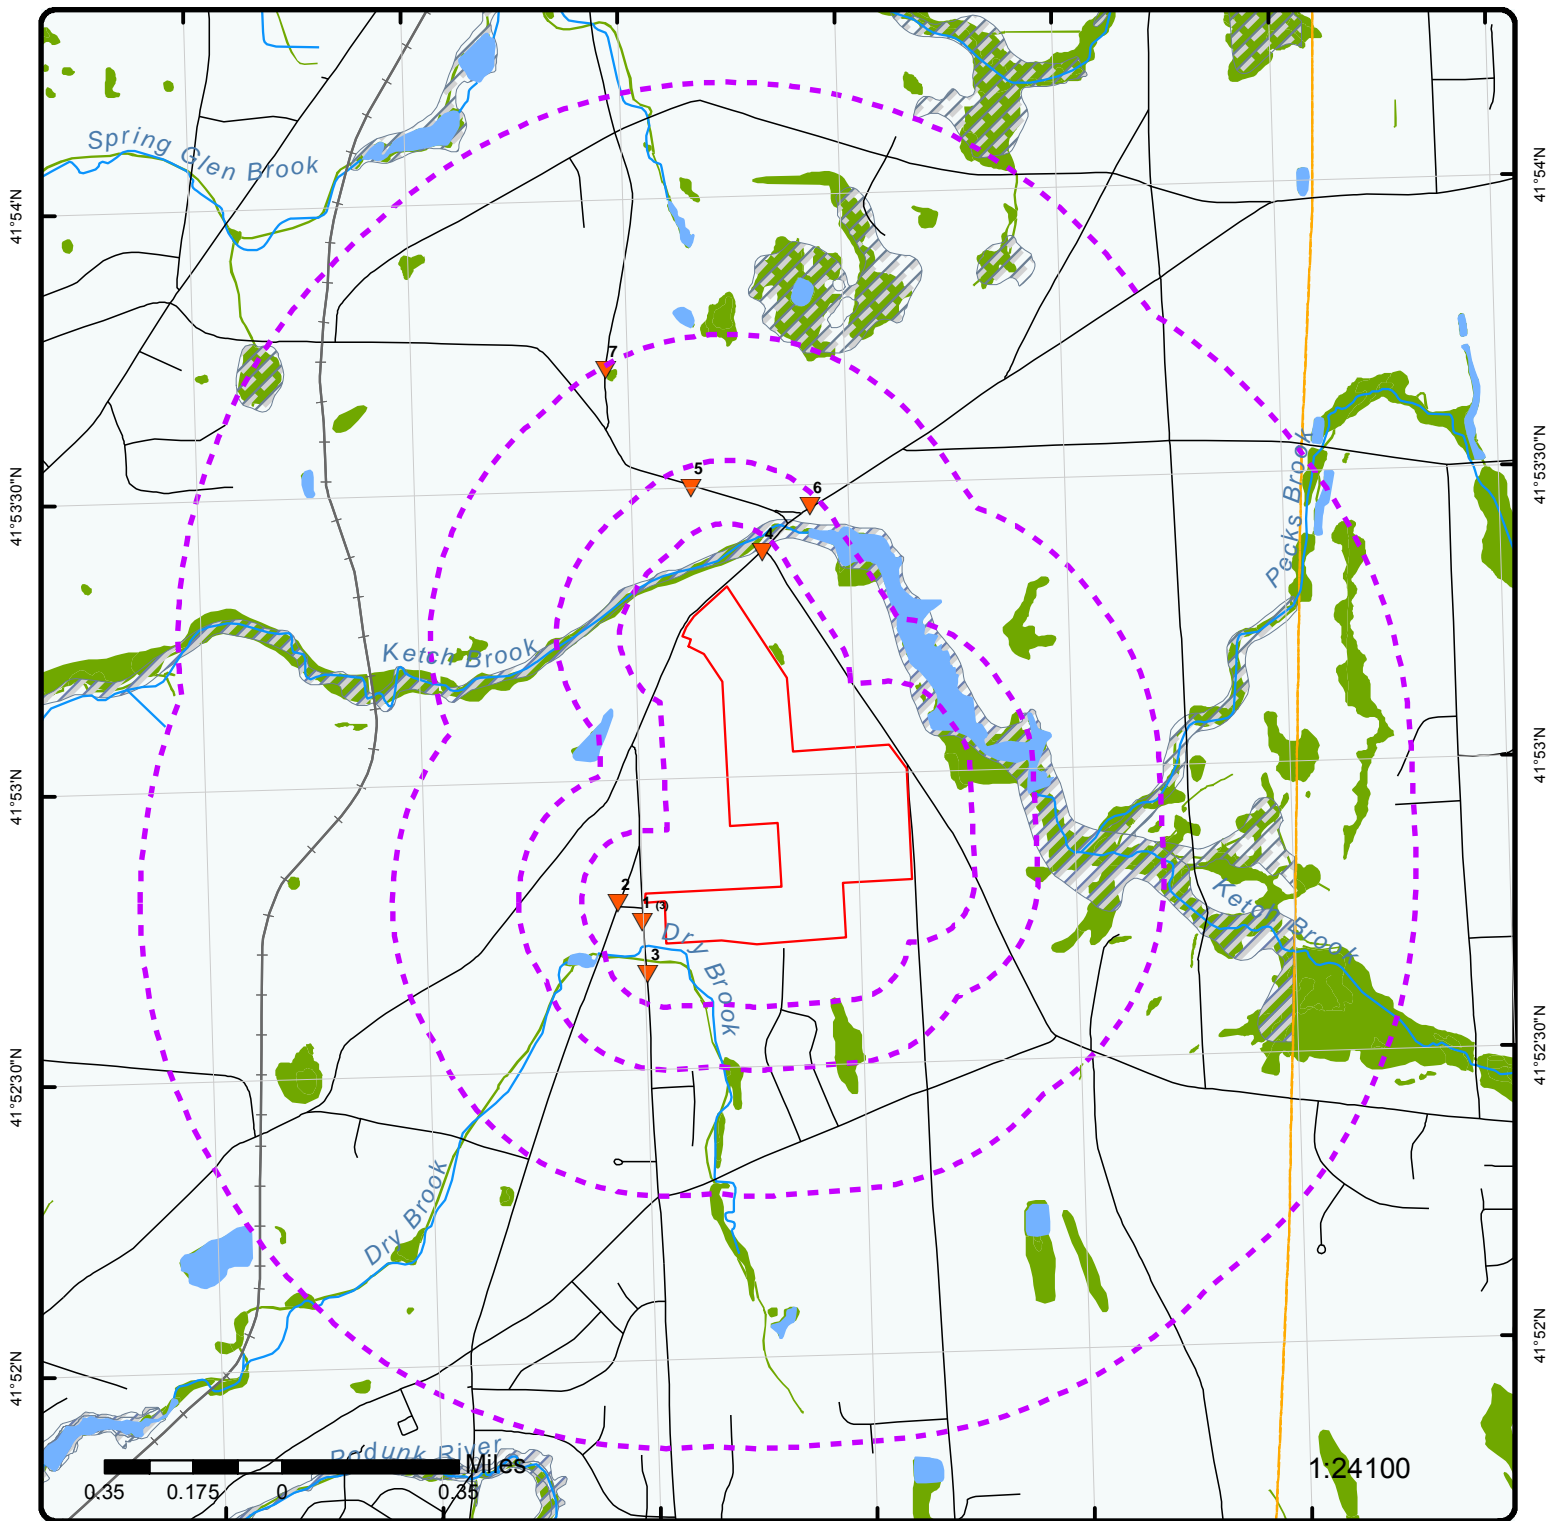 Spring Glen Brook
41°54'N
41°54'N
7
41°53'30"N
41°53'30"N
5
6
4
Pecks Brook
Ketch Brook
41°53'N
41°53'N
2
1 (3)
Dry Brook
3
Ketch Brook
41°52'30"N
41°52'30"N
Dry Brook
41°52'N
41°52'N
Podunk River
Miles
0.35 0.175 0 0.35
1:24100